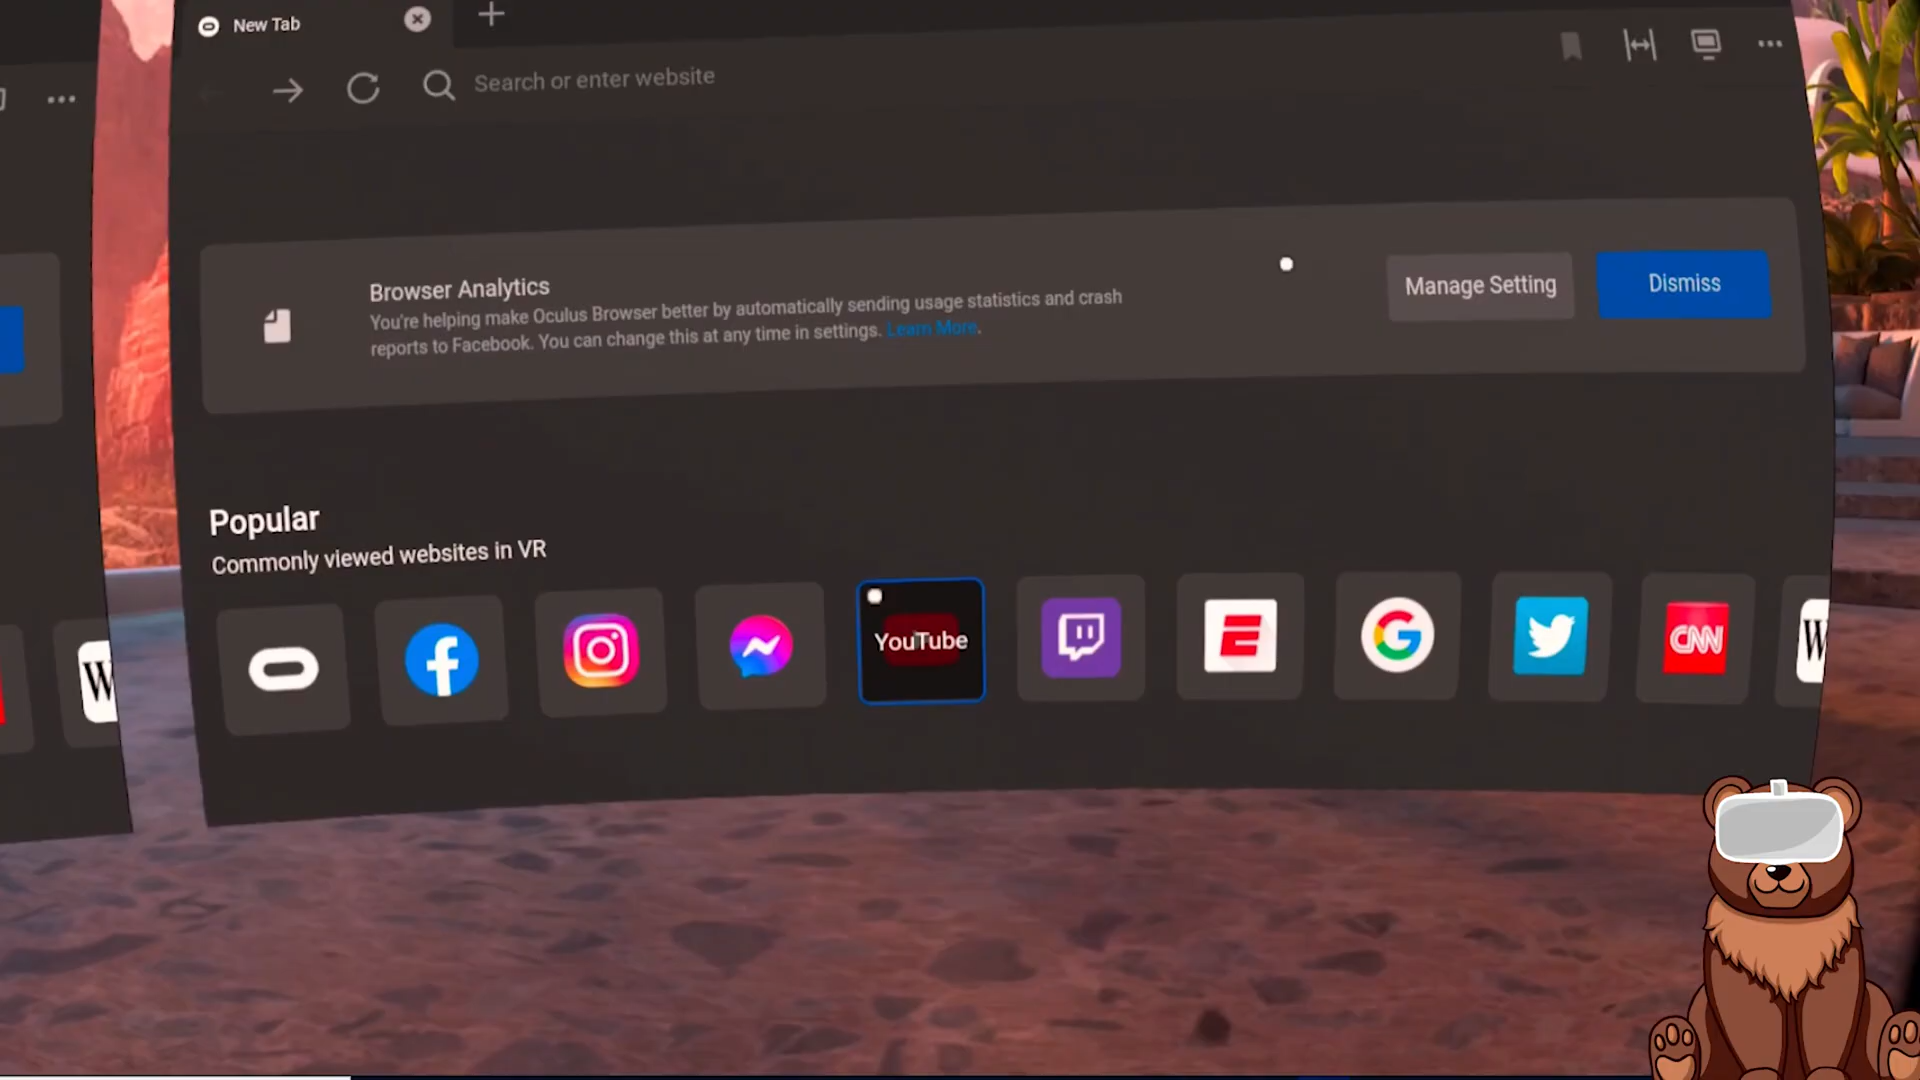 New Tab
Search or enter website
Browser Analytics
You're helping make Oculus Browser better by automatically sending usage statistics and crash
reports to Facebook. You can change this at any time in settings. Learn More.
Manage Setting
Dismiss
Popular
Commonly viewed websites in VR
W
YouTube
E
G
CNN
W